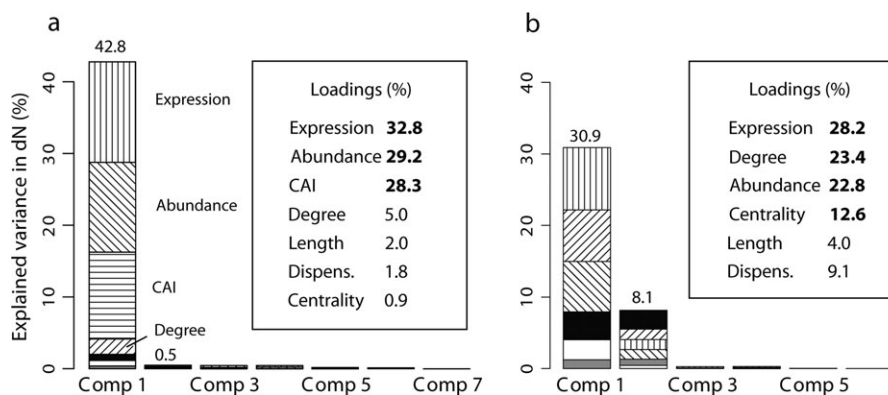 a
Explained variance in dN (%)
0
10
20
30
40
42.8
Expression
Abundance
CAI
Degree
0.5
Loadings (%)
Expression 32.8
Abundance 29.2
CAI 28.3
Degree 5.0
Length 2.0
Dispens. 1.8
Centrality 0.9
Comp 1 Comp 3 Comp 5 Comp 7
b
0
10
20
30
40
30.9
8.1
Loadings (%)
Expression 28.2
Degree 23.4
Abundance 22.8
Centrality 12.6
Length 4.0
Dispens. 9.1
Comp 1 Comp 3 Comp 5